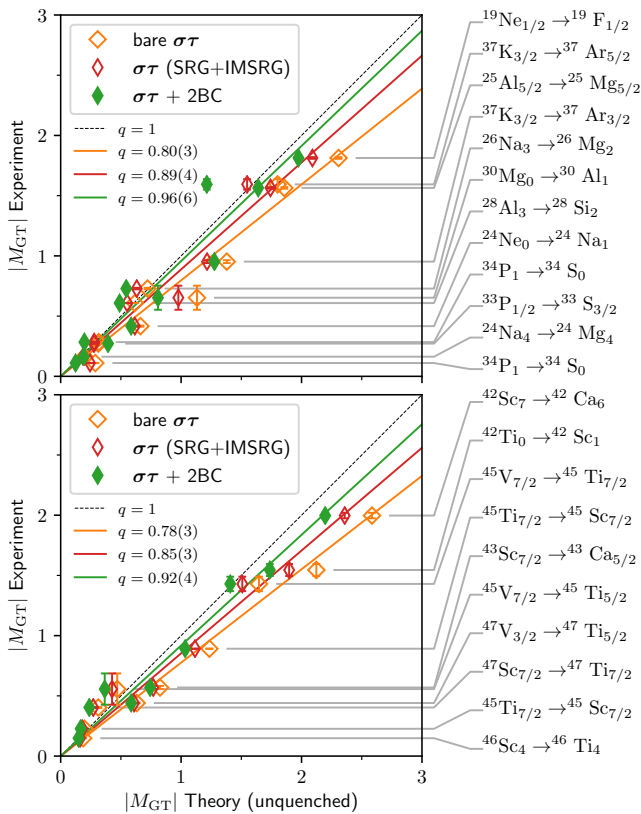 3
2
1
0
|M_GT| Experiment
bare στ
στ (SRG+IMSRG)
στ + 2BC
q = 1
q = 0.80(3)
q = 0.89(4)
q = 0.96(6)
¹⁹Ne₁/₂ → ¹⁹ F₁/₂
³⁷K₃/₂ → ³⁷ Ar₅/₂
²⁵Al₅/₂ → ²⁵ Mg₅/₂
³⁷K₃/₂ → ³⁷ Ar₃/₂
²⁶Na₃ → ²⁶ Mg₂
³⁰Mg₀ → ³⁰ Al₁
²⁸Al₃ → ²⁸ Si₂
²⁴Ne₀ → ²⁴ Na₁
³⁴P₁ → ³⁴ S₀
³³P₁/₂ → ³³ S₃/₂
²⁴Na₄ → ²⁴ Mg₄
³⁴P₁ → ³⁴ S₀
3
2
1
0
|M_GT| Experiment
bare στ
στ (SRG+IMSRG)
στ + 2BC
q = 1
q = 0.78(3)
q = 0.85(3)
q = 0.92(4)
⁴²Sc₇ → ⁴² Ca₆
⁴²Ti₀ → ⁴² Sc₁
⁴⁵V₇/₂ → ⁴⁵ Ti₇/₂
⁴⁵Ti₇/₂ → ⁴⁵ Sc₇/₂
⁴³Sc₇/₂ → ⁴³ Ca₅/₂
⁴⁵V₇/₂ → ⁴⁵ Ti₅/₂
⁴⁷V₃/₂ → ⁴⁷ Ti₅/₂
⁴⁷Sc₇/₂ → ⁴⁷ Ti₇/₂
⁴⁵Ti₇/₂ → ⁴⁵ Sc₇/₂
⁴⁶Sc₄ → ⁴⁶ Ti₄
0 1 2 3
|M_GT| Theory (unquenched)